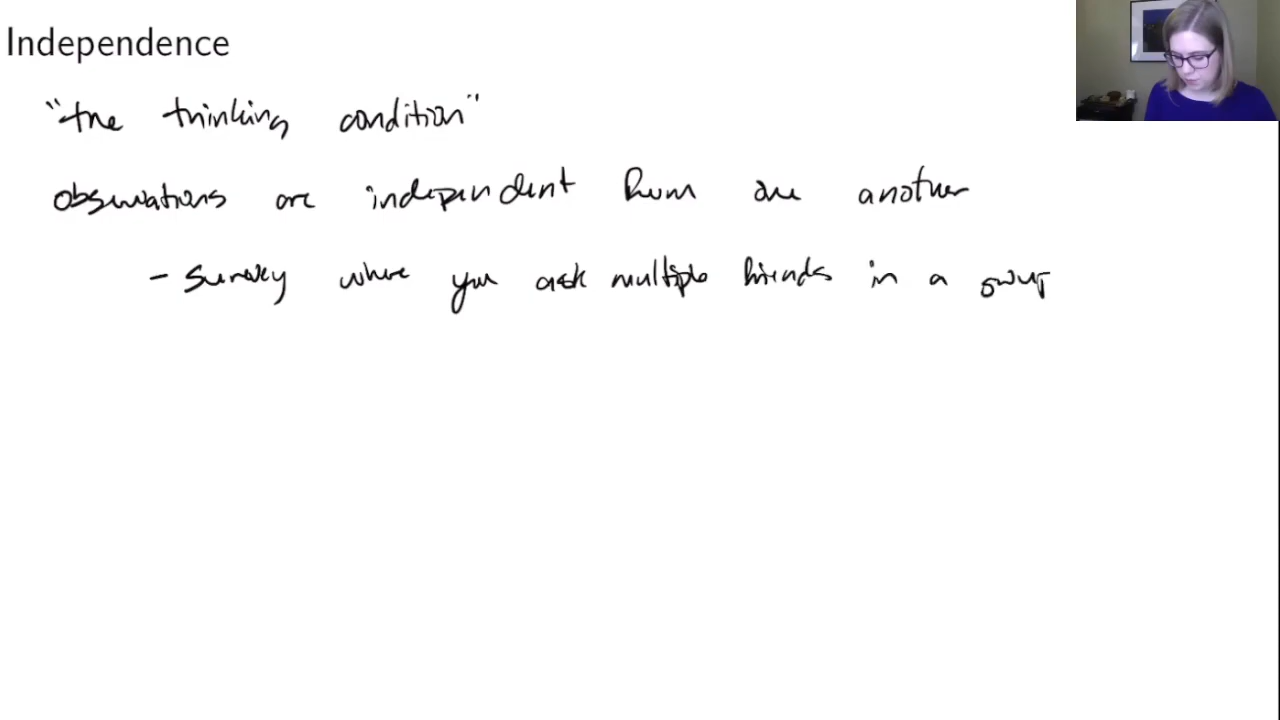 Independence
"the thinking condition"
observations are independent from one another
- survey where you ask multiple friends in a group